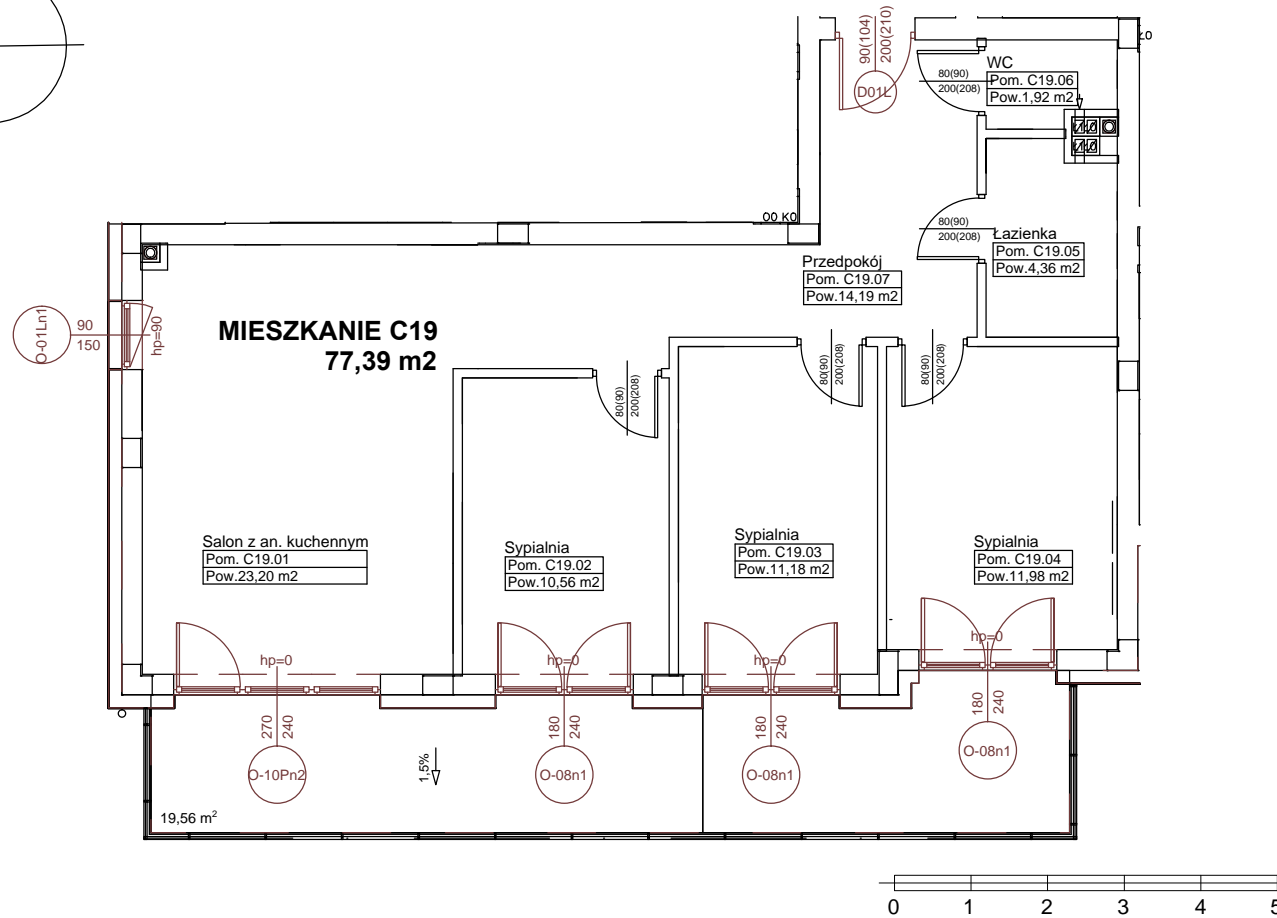 90(104)
200(210)
D01L
80(90)
200(208)
WC
Pom. C19.06
Pow.1,92 m2
00 K0
80(90)
200(208)
Łazienka
Pom. C19.05
Pow.4,36 m2
Przedpokój
Pom. C19.07
Pow.14,19 m2
O-01Ln1
90
150
hp=90
MIESZKANIE C19
77,39 m2
80(90)
200(208)
80(90)
200(208)
80(90)
200(208)
Salon z an. kuchennym
Pom. C19.01
Pow.23,20 m2
Sypialnia
Pom. C19.02
Pow.10,56 m2
Sypialnia
Pom. C19.03
Pow.11,18 m2
Sypialnia
Pom. C19.04
Pow.11,98 m2
hp=0
hp=0
hp=0
hp=0
270
240
180
240
180
240
180
240
O-10Pn2
O-08n1
O-08n1
O-08n1
1,5%
19,56 m²
0 1 2 3 4 5